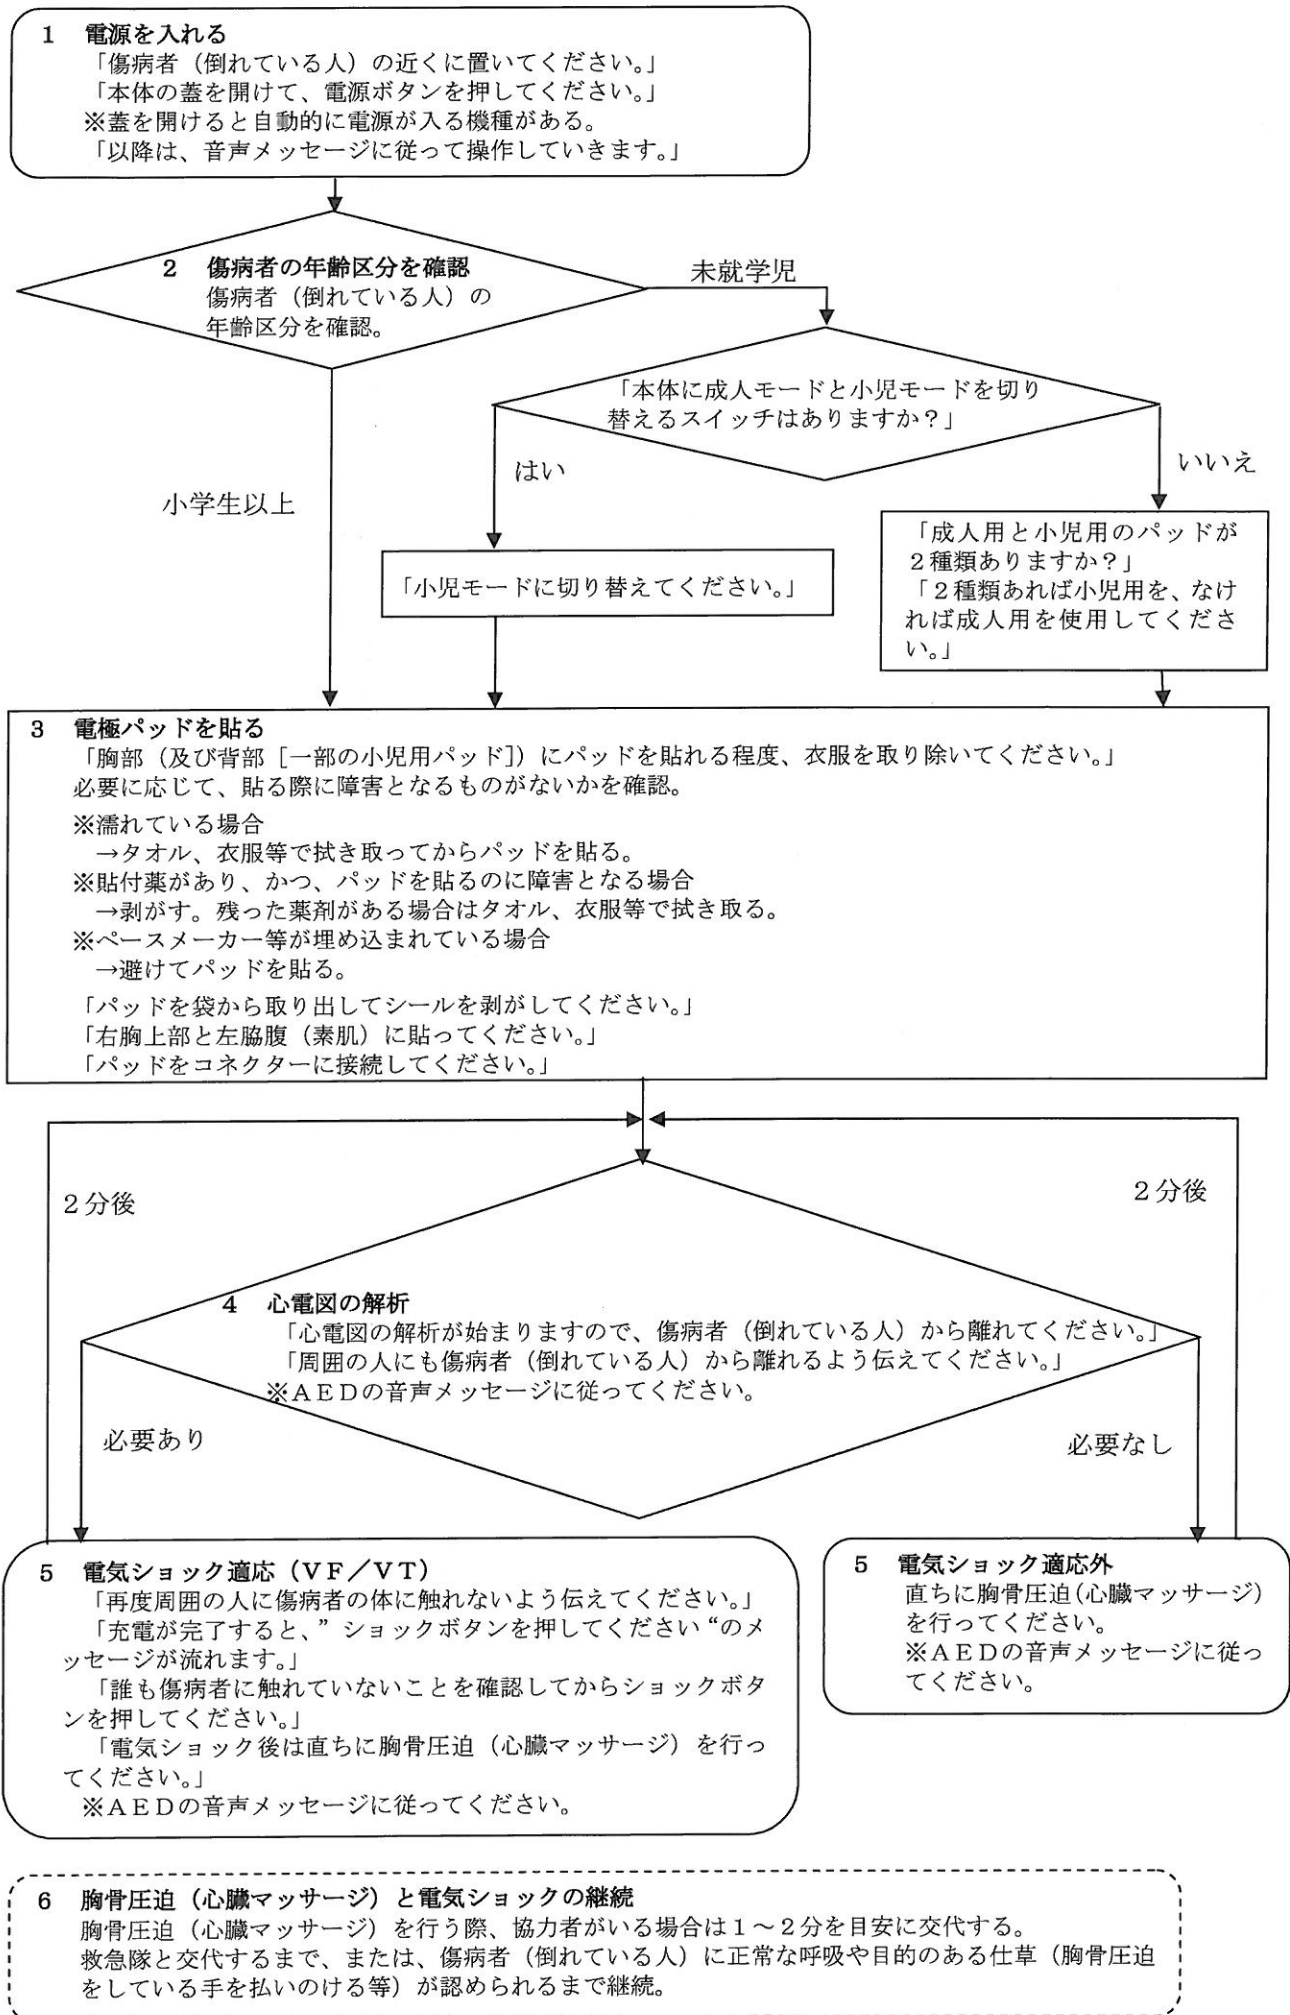 1 電源を入れる
「傷病者（倒れている人）の近くに置いてください。」
「本体の蓋を開けて、電源ボタンを押してください。」
※蓋を開けると自動的に電源が入る機種がある。
「以降は、音声メッセージに従って操作していきます。」
2 傷病者の年齢区分を確認
傷病者（倒れている人）の
年齢区分を確認。
未就学児
「本体に成人モードと小児モードを切り
替えるスイッチはありますか？」
はい
いいえ
小学生以上
「小児モードに切り替えてください。」
「成人用と小児用のパッドが
２種類ありますか？」
「２種類あれば小児用を、なけ
れば成人用を使用してくださ
い。」
3 電極パッドを貼る
「胸部（及び背部［一部の小児用パッド］）にパッドを貼れる程度、衣服を取り除いてください。」
必要に応じて、貼る際に障害となるものがないかを確認。
※濡れている場合
→タオル、衣服等で拭き取ってからパッドを貼る。
※貼付薬があり、かつ、パッドを貼るのに障害となる場合
→剥がす。残った薬剤がある場合はタオル、衣服等で拭き取る。
※ペースメーカー等が埋め込まれている場合
→避けてパッドを貼る。
「パッドを袋から取り出してシールを剥がしてください。」
「右胸上部と左脇腹（素肌）に貼ってください。」
「パッドをコネクターに接続してください。」
２分後
２分後
4 心電図の解析
「心電図の解析が始まりますので、傷病者（倒れている人）から離れてください。」
「周囲の人にも傷病者（倒れている人）から離れるよう伝えてください。」
※ＡＥＤの音声メッセージに従ってください。
必要あり
必要なし
5 電気ショック適応（ＶＦ／ＶＴ）
「再度周囲の人に傷病者の体に触れないよう伝えてください。」
「充電が完了すると、”ショックボタンを押してください“のメ
ッセージが流れます。」
「誰も傷病者に触れていないことを確認してからショックボタ
ンを押してください。」
「電気ショック後は直ちに胸骨圧迫（心臓マッサージ）を行っ
てください。」
※ＡＥＤの音声メッセージに従ってください。
5 電気ショック適応外
直ちに胸骨圧迫（心臓マッサージ）
を行ってください。
※ＡＥＤの音声メッセージに従っ
てください。
6 胸骨圧迫（心臓マッサージ）と電気ショックの継続
胸骨圧迫（心臓マッサージ）を行う際、協力者がいる場合は１～２分を目安に交代する。
救急隊と交代するまで、または、傷病者（倒れている人）に正常な呼吸や目的のある仕草（胸骨圧迫
をしている手を払いのける等）が認められるまで継続。